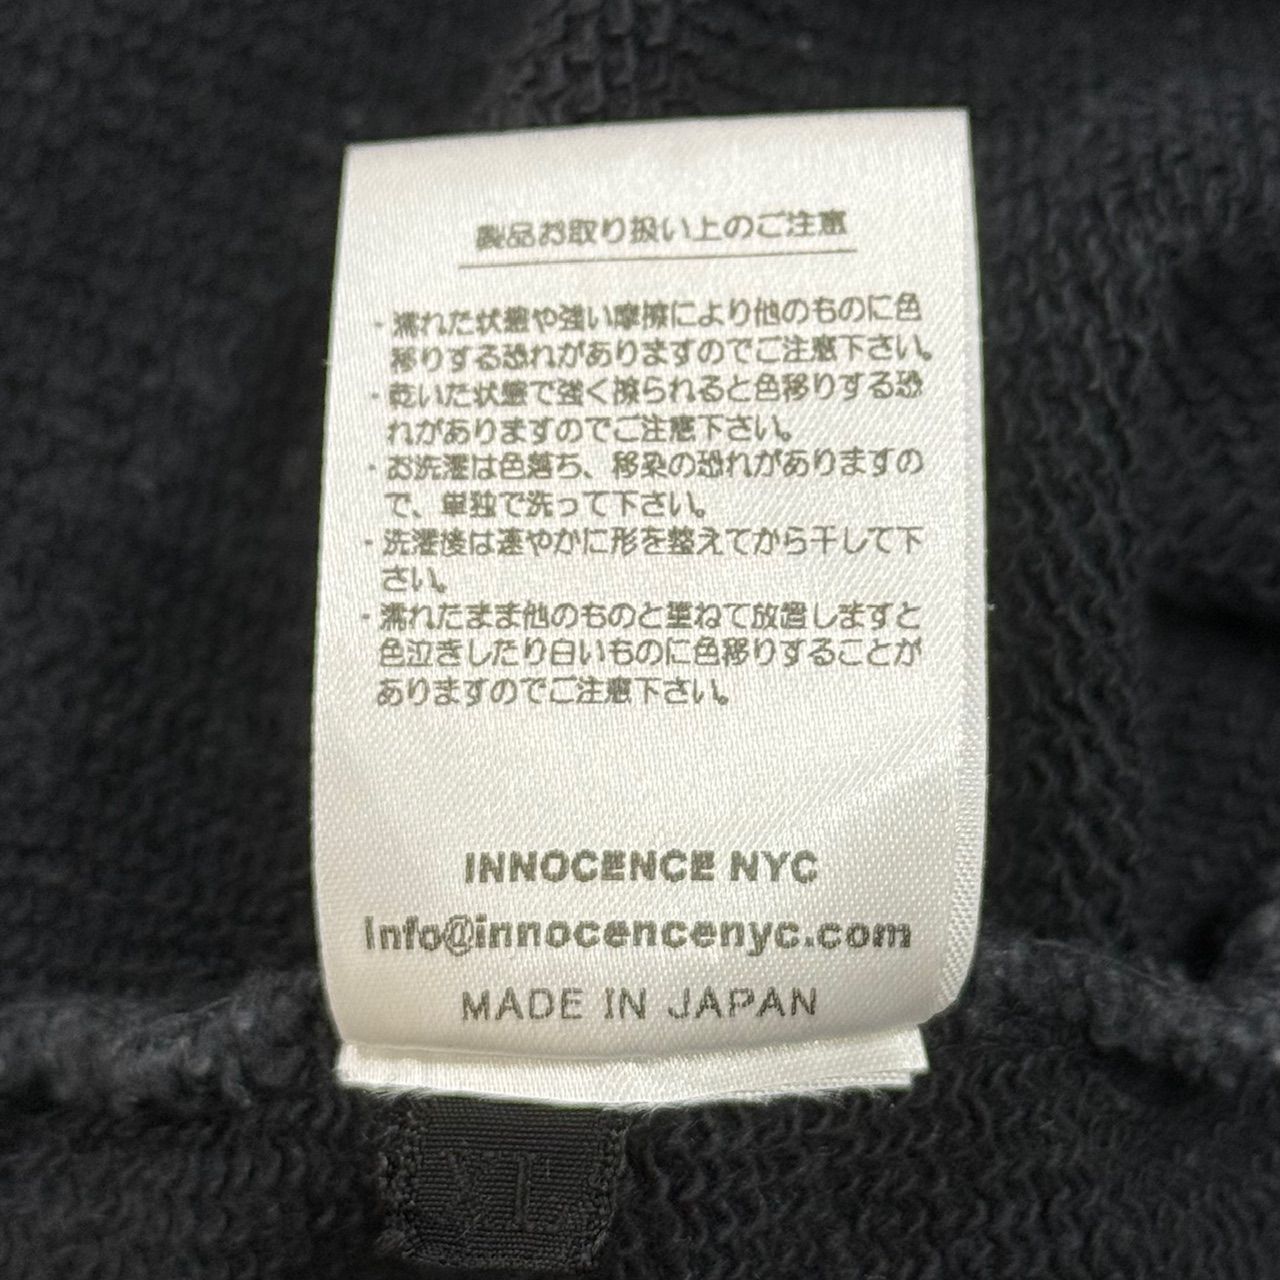 製品お取り扱い上のご注意
・濡れた状態や強い摩擦により他のものに色
移りする恐れがありますのでご注意下さい。
・乾いた状態で強く擦られると色移りする恐
れがありますのでご注意下さい。
・お洗濯は色落ち、移染の恐れがありますの
で、単独で洗って下さい。
・洗濯後は速やかに形を整えてから干して下
さい。
・濡れたまま他のものと重ねて放置しますと
色泣きしたり白いものに色移りすることが
ありますのでご注意下さい。
INNOCENCE NYC
Info@innocencenyc.com
MADE IN JAPAN